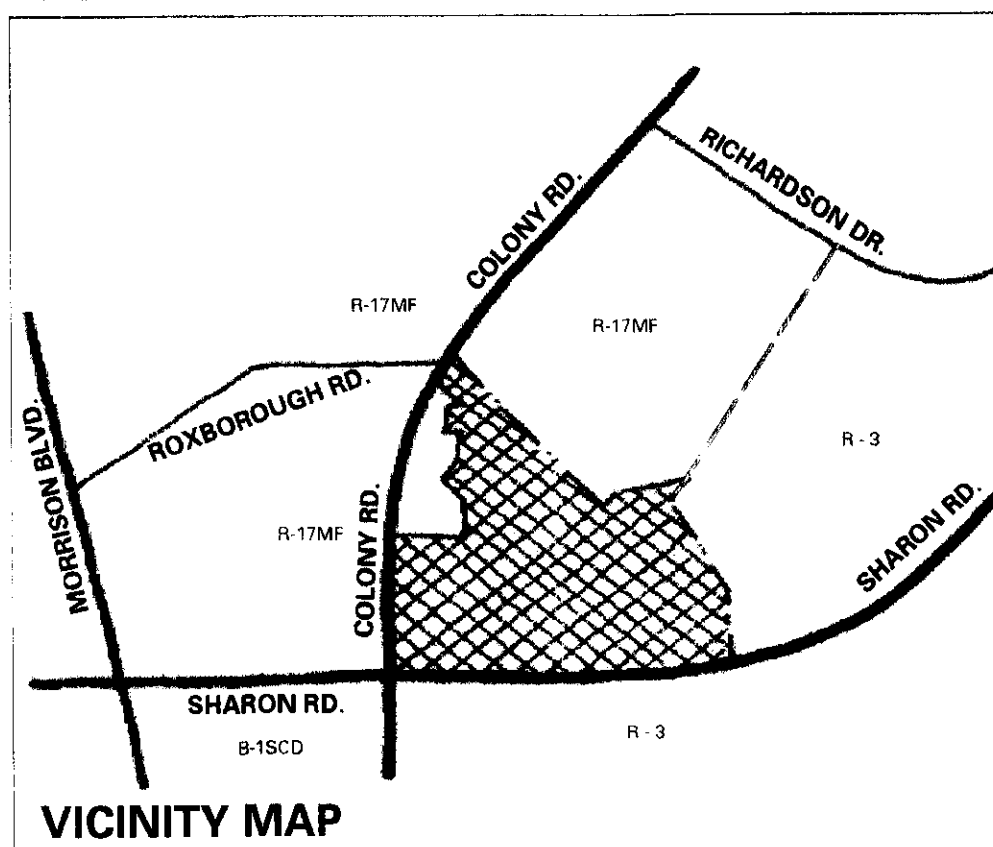 RICHARDSON DR.
COLONY RD.
R-17MF
R-17MF
ROXBOROUGH RD.
R - 3
MORRISON BLVD.
R-17MF
COLONY RD.
SHARON RD.
SHARON RD.
B-1SCD
R - 3
VICINITY MAP